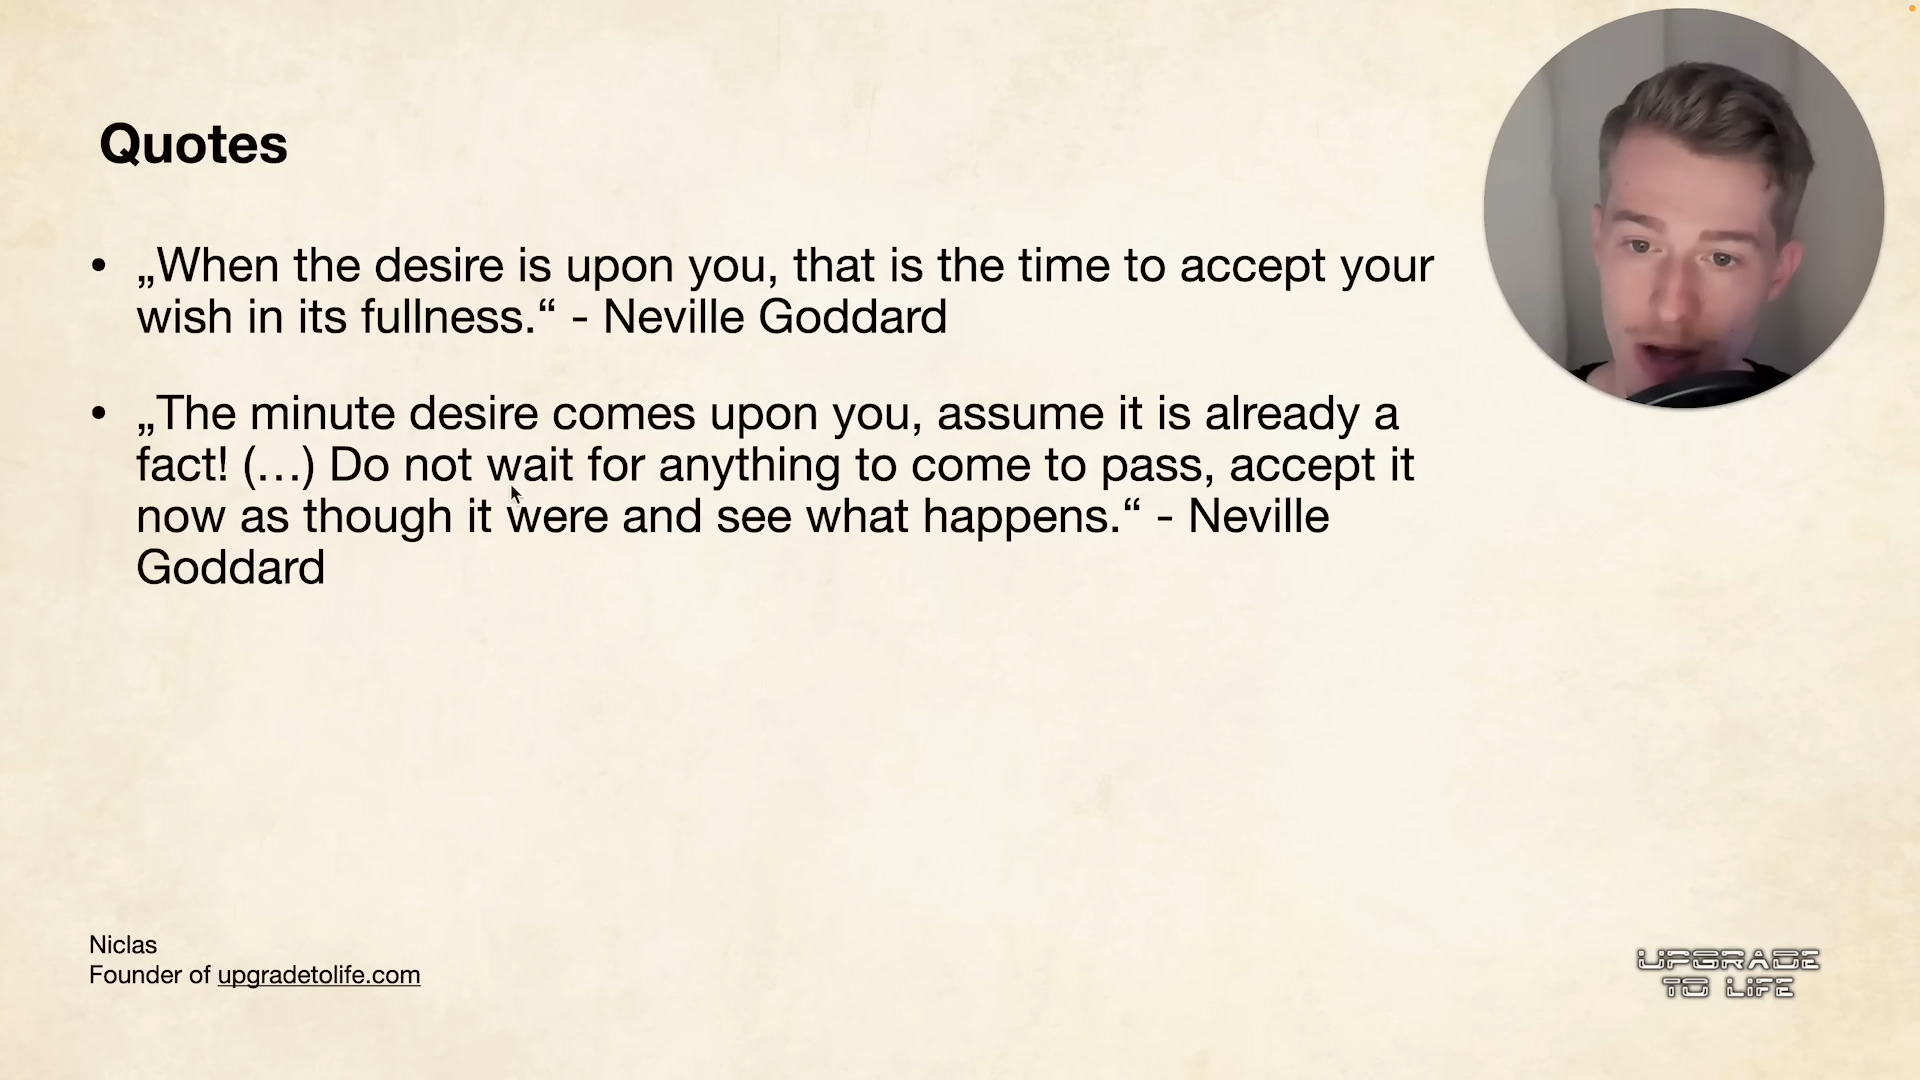 Quotes
• „When the desire is upon you, that is the time to accept your
wish in its fullness.“ - Neville Goddard
• „The minute desire comes upon you, assume it is already a
fact! (…) Do not wait for anything to come to pass, accept it
now as though it were and see what happens.“ - Neville
Goddard
Niclas
Founder of upgradetolife.com
UPGRADE
TO LIFE